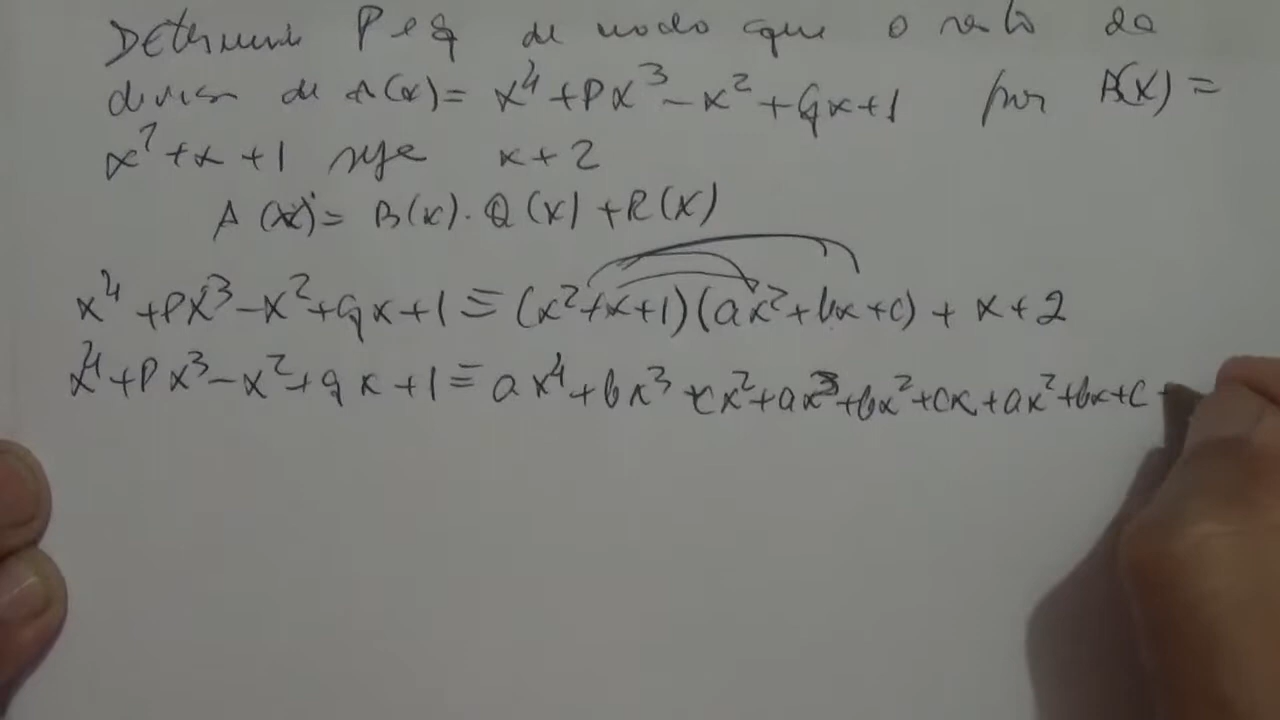 Determine P e q de modo que o resto da
divisa de A(x) = x⁴ + Px³ - x² + qx + 1 por B(x) =
x² + x + 1 seja x + 2
A (x) = B(x) . Q (x) + R(x)
x⁴ + Px³ - x² + qx + 1 ≡ (x² + x + 1)(ax² + bx + c) + x + 2
x⁴ + Px³ - x² + qx + 1 ≡ ax⁴ + bx³ + cx² + ax³ + bx² + cx + ax² + bx + c